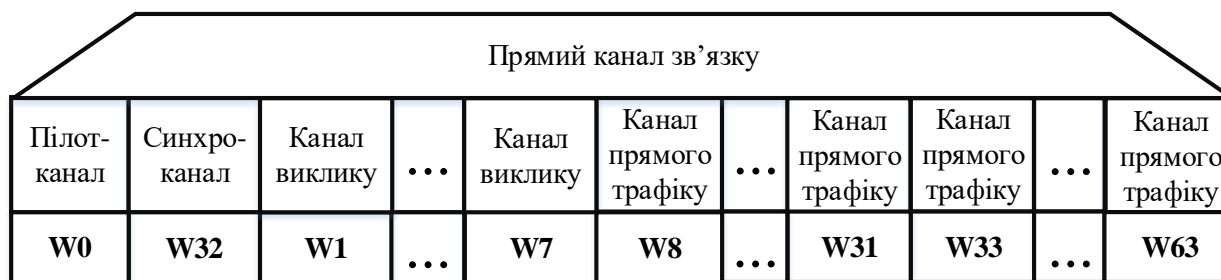 Прямий канал зв’язку
Пілот-
канал
Синхро-
канал
Канал
виклику
...
Канал
виклику
Канал
прямого
трафіку
...
Канал
прямого
трафіку
Канал
прямого
трафіку
...
Канал
прямого
трафіку
W0 W32 W1 ... W7 W8 ... W31 W33 ... W63